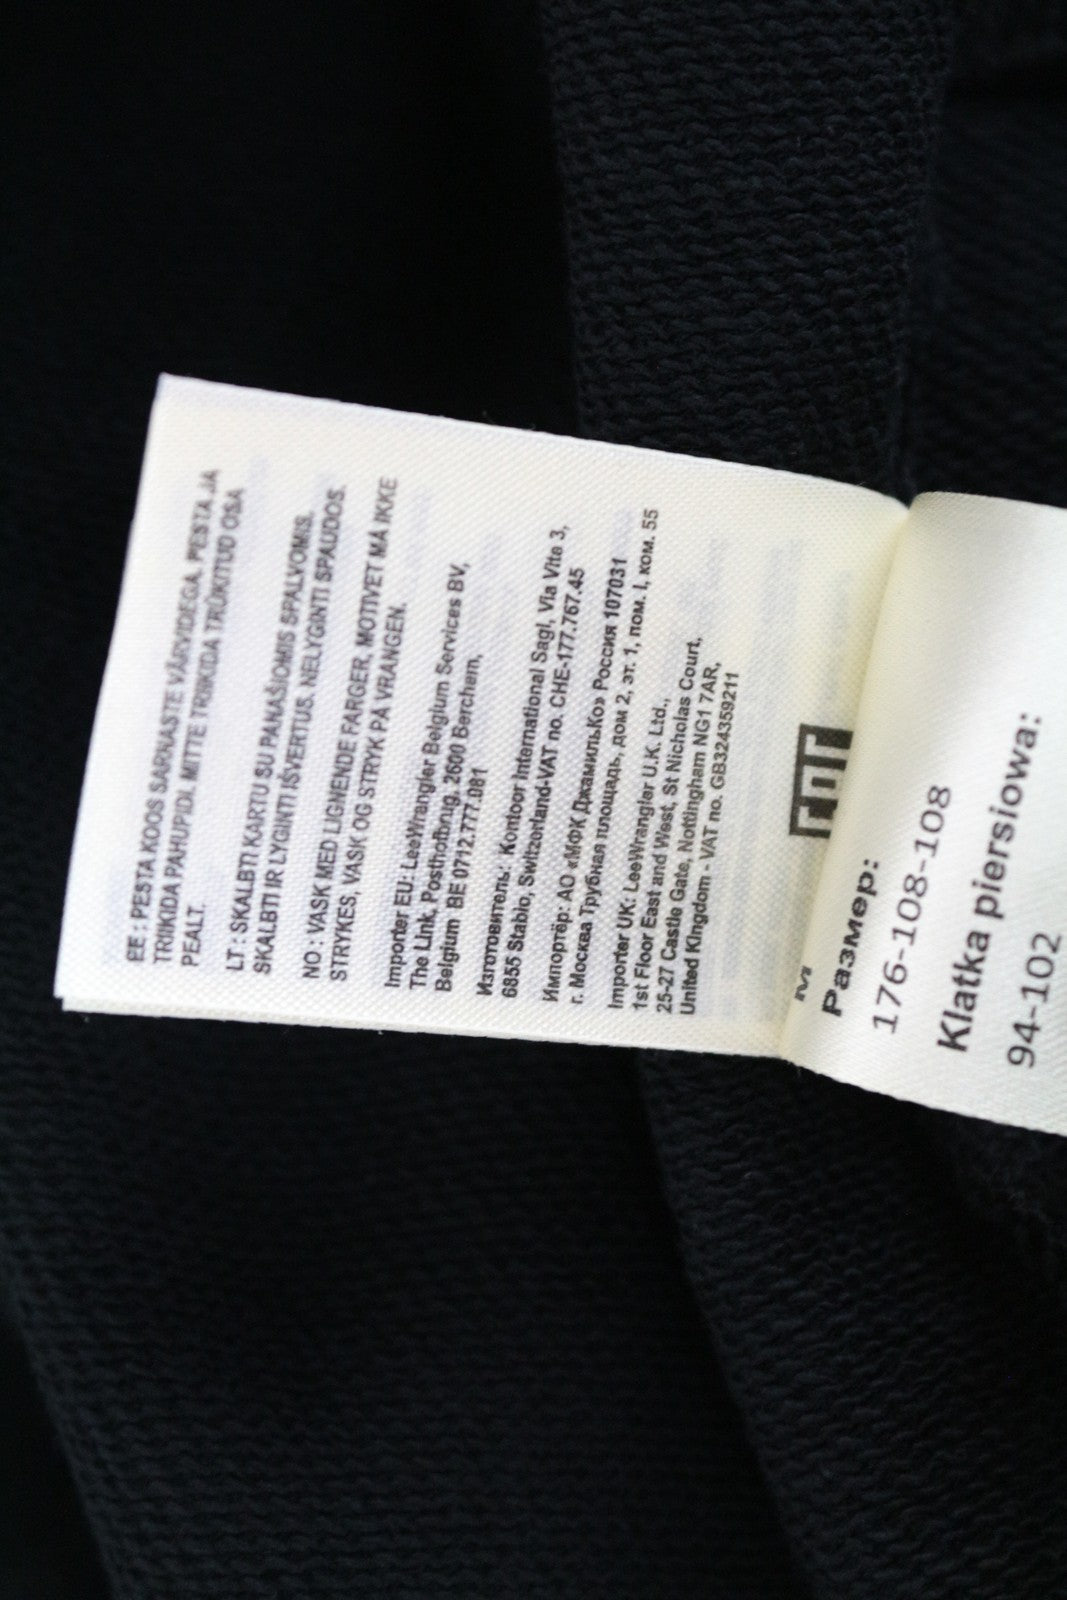 EE : PESTA KOOS SARNASTE VÄRVIDEGA, PESTA JA
TRIIKIDA PAHUPIDI. MITTE TRIIKIDA TRÜKITUD OSA
PEALT.
LT : SKALBTI KARTU SU PANAŠIOMIS SPALVOMIS.
SKALBTI IR LYGINTI IŠVERTUS. NELYGINTI SPAUDOS.
NO : VASK MED LIGNENDE FARGER, MOTIVET MÅ IKKE
STRYKES, VASK OG STRYK PÅ VRANGEN.
Importer EU: LeeWrangler Belgium Services BV,
The Link, Posthofbrug, 2600 Berchem,
Belgium BE 0712.777.081
Изготовитель: Kontoor International Sagl, Via Vite 3,
6855 Stabio, Switzerland-VAT no. CHE-177.767.45
Импортёр: АО «МФК ДжамильКо» Россия 107031
г. Москва Трубная площадь, дом 2, эт. 1, пом. I, ком. 55
Importer UK: LeeWrangler U.K. Ltd.,
1st Floor East and West, St Nicholas Court,
25-27 Castle Gate, Nottingham NG1 7AR,
United Kingdom - VAT no. GB324359211
M
Размер:
176-108-108
Klatka piersiowa:
94-102